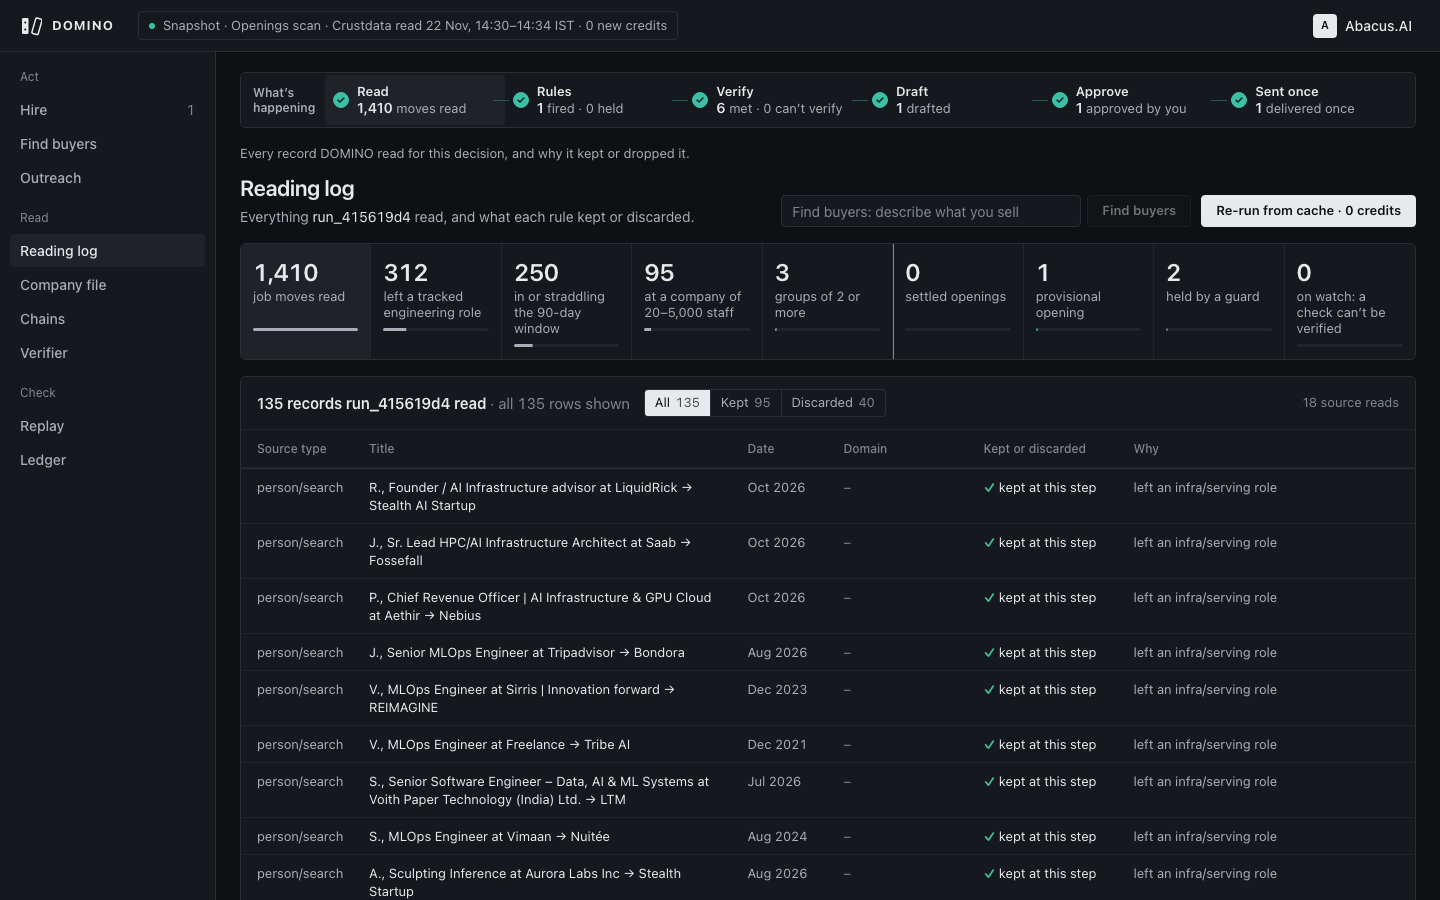 DOMINO
Snapshot · Openings scan · Crustdata read 22 Nov, 14:30–14:34 IST · 0 new credits
A
Abacus.AI
Act
Hire 1
Find buyers
Outreach
Read
Reading log
Company file
Chains
Verifier
Check
Replay
Ledger
What's
happening
Read
1,410 moves read
Rules
1 fired · 0 held
Verify
6 met · 0 can't verify
Draft
1 drafted
Approve
1 approved by you
Sent once
1 delivered once
Every record DOMINO read for this decision, and why it kept or dropped it.
Reading log
Everything run_415619d4 read, and what each rule kept or discarded.
Find buyers: describe what you sell
Find buyers
Re-run from cache · 0 credits
1,410
job moves read
312
left a tracked
engineering role
250
in or straddling
the 90-day
window
95
at a company of
20–5,000 staff
3
groups of 2 or
more
0
settled openings
1
provisional
opening
2
held by a guard
0
on watch: a
check can't be
verified
135 records run_415619d4 read · all 135 rows shown
All 135
Kept 95
Discarded 40
18 source reads
Source type Title Date Domain Kept or discarded Why
person/search R., Founder / AI Infrastructure advisor at LiquidRick → Oct 2026 – ✓ kept at this step left an infra/serving role
Stealth AI Startup
person/search J., Sr. Lead HPC/AI Infrastructure Architect at Saab → Oct 2026 – ✓ kept at this step left an infra/serving role
Fossefall
person/search P., Chief Revenue Officer | AI Infrastructure & GPU Cloud Oct 2026 – ✓ kept at this step left an infra/serving role
at Aethir → Nebius
person/search J., Senior MLOps Engineer at Tripadvisor → Bondora Aug 2026 – ✓ kept at this step left an infra/serving role
person/search V., MLOps Engineer at Sirris | Innovation forward → Dec 2023 – ✓ kept at this step left an infra/serving role
REIMAGINE
person/search V., MLOps Engineer at Freelance → Tribe AI Dec 2021 – ✓ kept at this step left an infra/serving role
person/search S., Senior Software Engineer – Data, AI & ML Systems at Jul 2026 – ✓ kept at this step left an infra/serving role
Voith Paper Technology (India) Ltd. → LTM
person/search S., MLOps Engineer at Vimaan → Nuitée Aug 2024 – ✓ kept at this step left an infra/serving role
person/search A., Sculpting Inference at Aurora Labs Inc → Stealth Aug 2026 – ✓ kept at this step left an infra/serving role
Startup